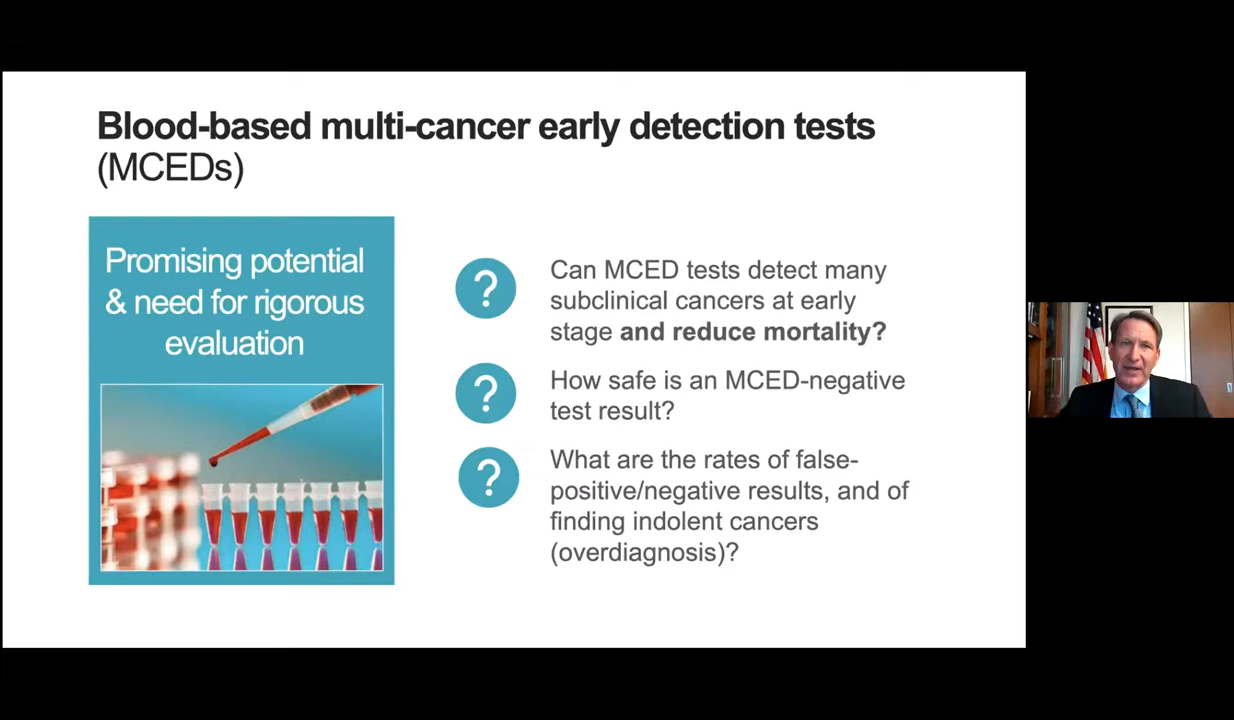 Blood-based multi-cancer early detection tests
(MCEDs)
Promising potential
& need for rigorous
evaluation
? Can MCED tests detect many
subclinical cancers at early
stage and reduce mortality?
? How safe is an MCED-negative
test result?
? What are the rates of false-
positive/negative results, and of
finding indolent cancers
(overdiagnosis)?